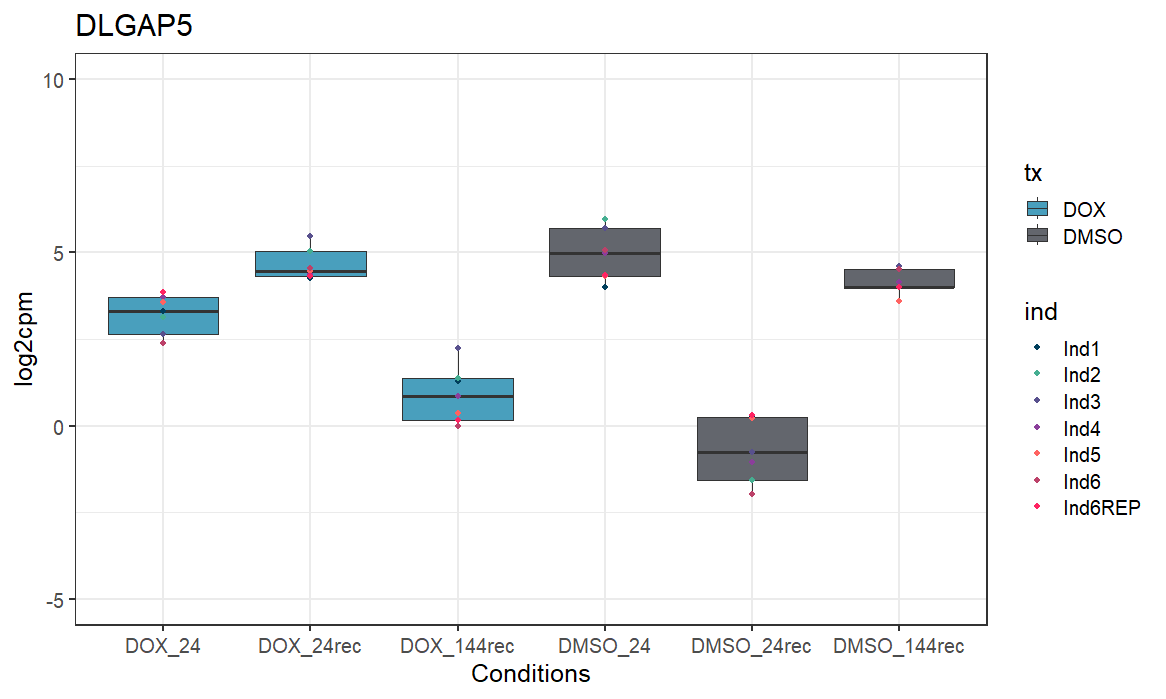 DLGAP5
10
5
0
-5
log2cpm
DOX_24
DOX_24rec
DOX_144rec
DMSO_24
DMSO_24rec
DMSO_144rec
Conditions
tx
DOX
DMSO
ind
Ind1
Ind2
Ind3
Ind4
Ind5
Ind6
Ind6REP